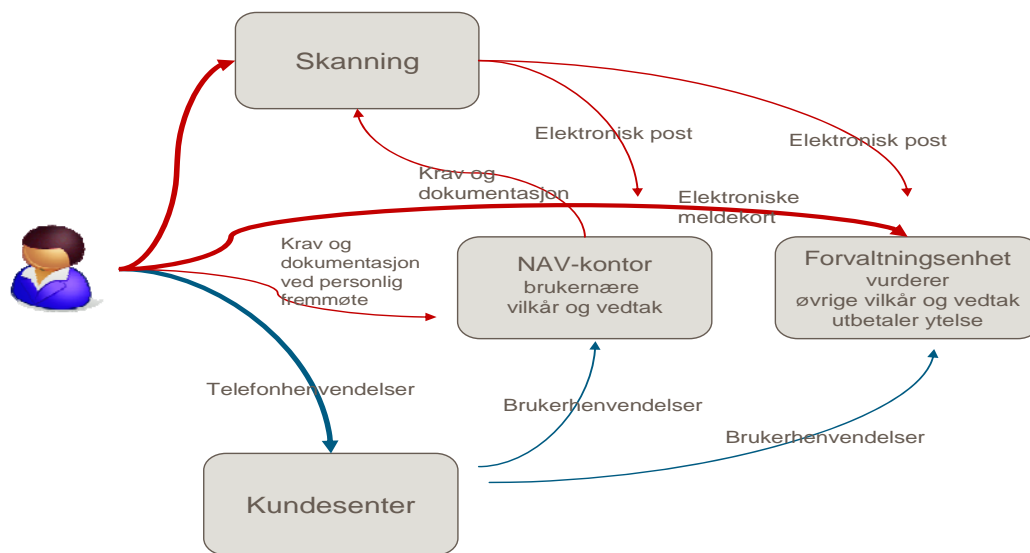 Skanning
Elektronisk post
Elektronisk post
Krav og
dokumentasjon
Elektroniske
meldekort
Krav og
dokumentasjon
ved personlig
fremmøte
NAV-kontor
brukernære
vilkår og vedtak
Forvaltningsenhet
vurderer
øvrige vilkår og vedtak
utbetaler ytelse
Telefonhenvendelser
Brukerhenvendelser
Brukerhenvendelser
Kundesenter